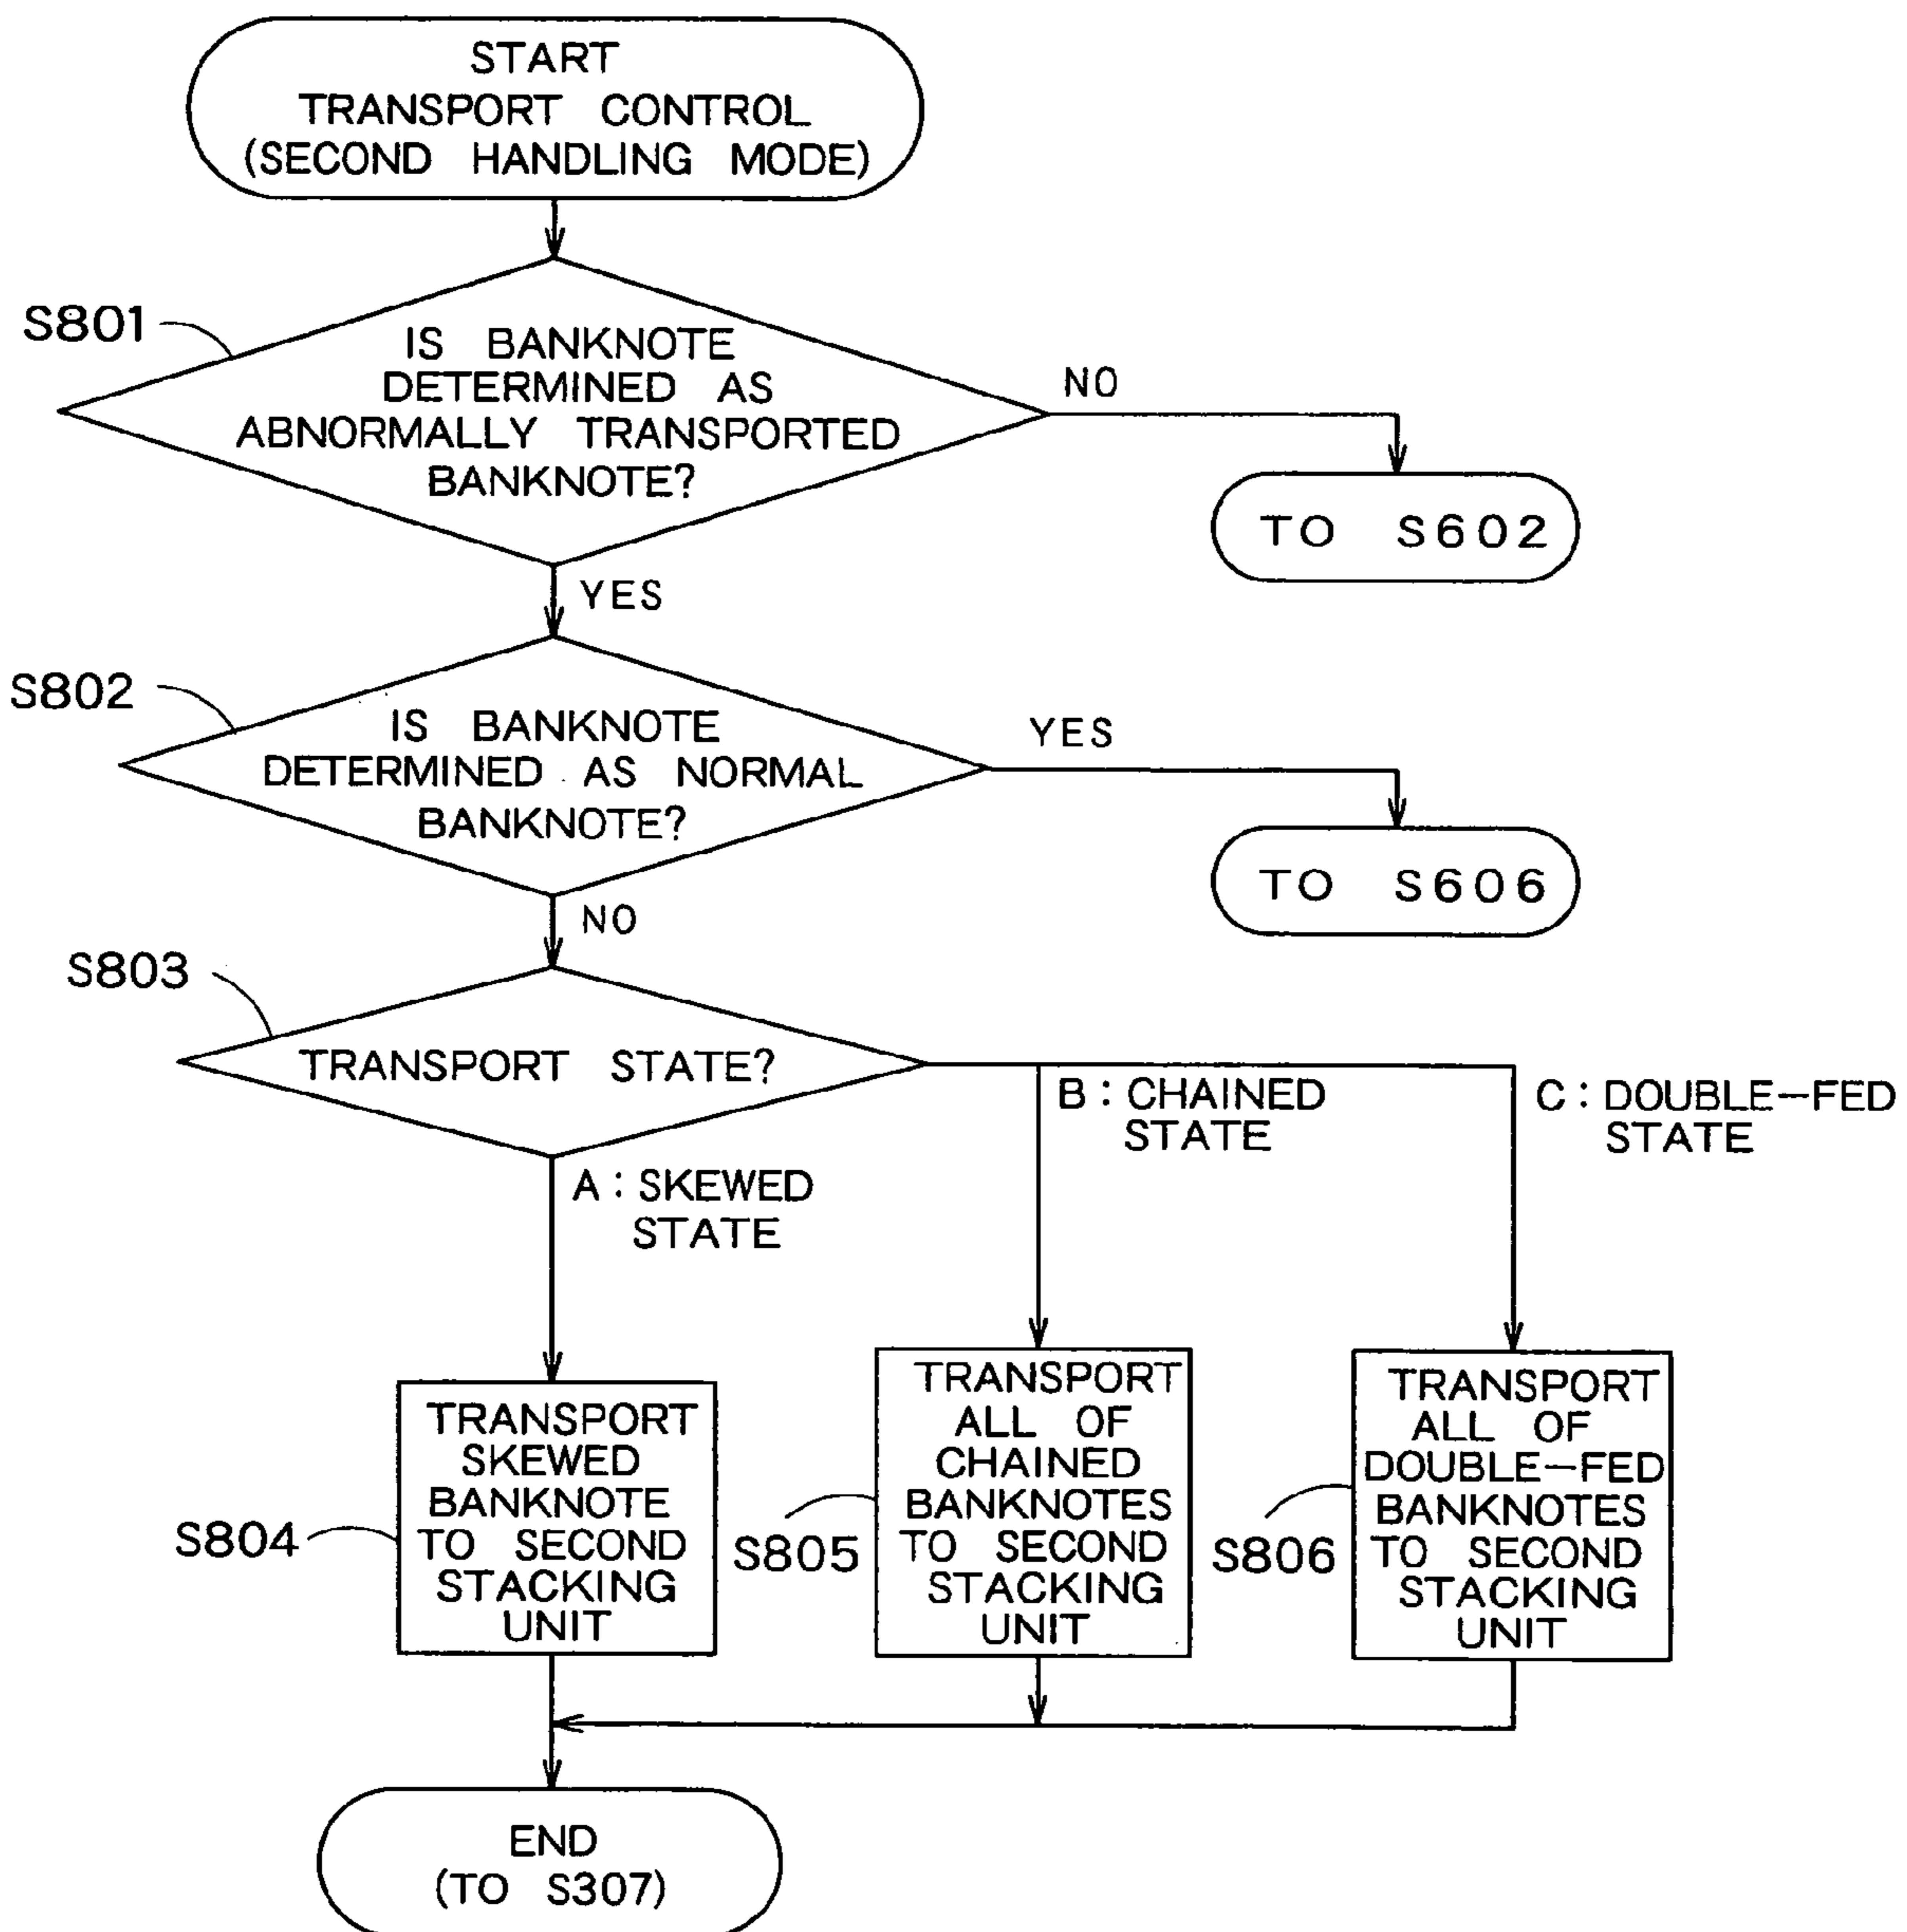 START
TRANSPORT CONTROL
(SECOND HANDLING MODE)
S801
IS BANKNOTE
DETERMINED AS
ABNORMALLY TRANSPORTED
BANKNOTE?
NO
TO S602
YES
S802
IS BANKNOTE
DETERMINED AS NORMAL
BANKNOTE?
YES
TO S606
NO
S803
TRANSPORT STATE?
A : SKEWED
STATE
B : CHAINED
STATE
C : DOUBLE-FED
STATE
S804
TRANSPORT
SKEWED
BANKNOTE
TO SECOND
STACKING
UNIT
S805
TRANSPORT
ALL OF
CHAINED
BANKNOTES
TO SECOND
STACKING
UNIT
S806
TRANSPORT
ALL OF
DOUBLE-FED
BANKNOTES
TO SECOND
STACKING
UNIT
END
(TO S307)